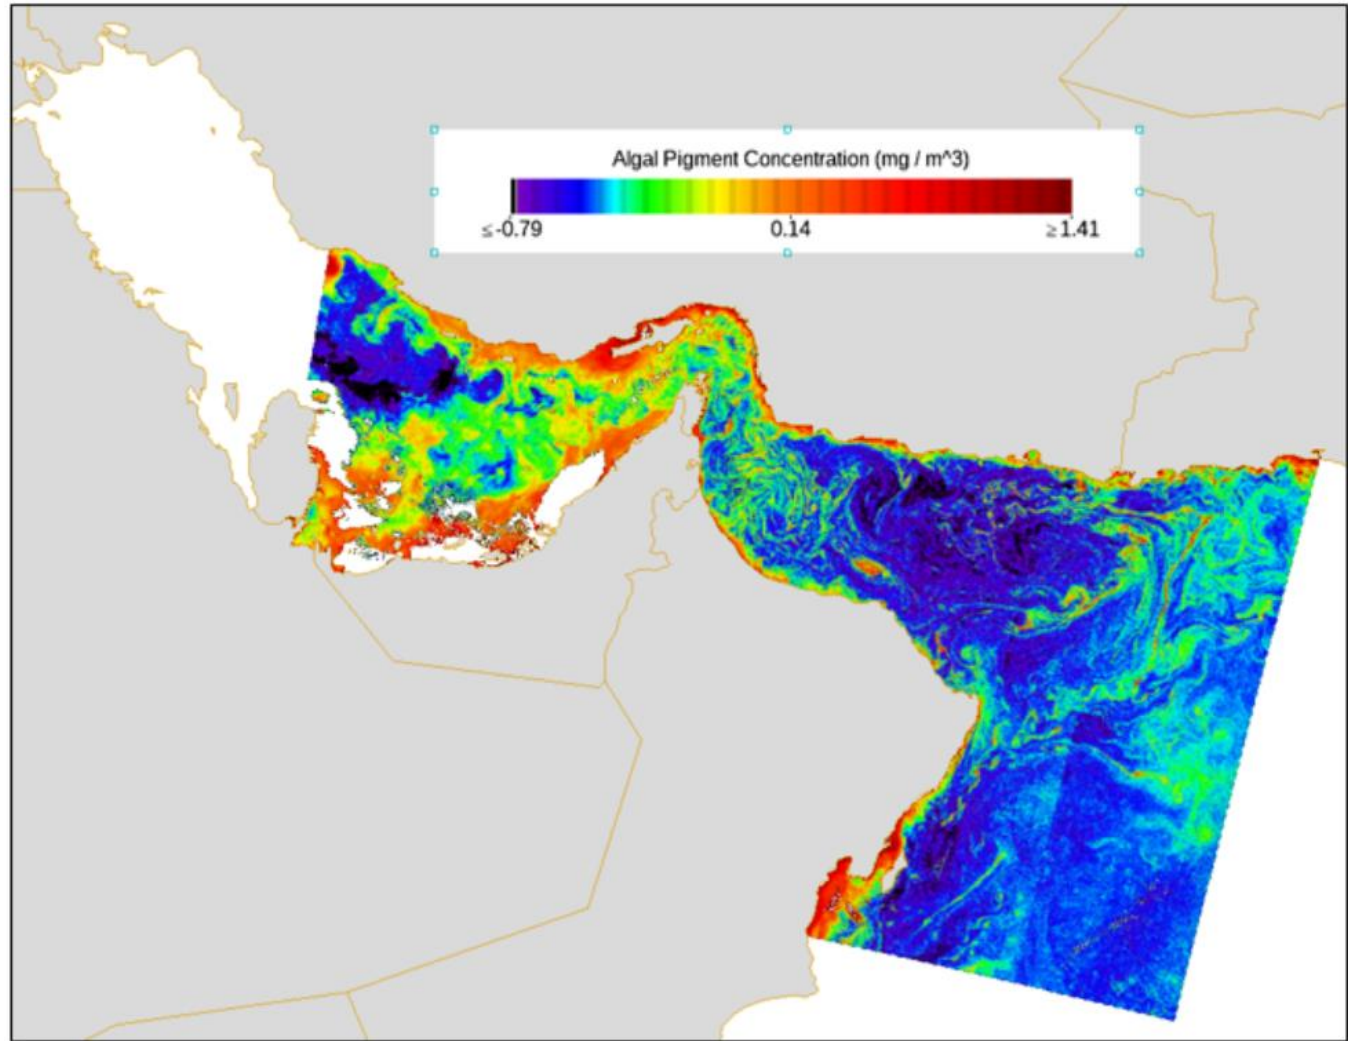 Algal Pigment Concentration (mg / m^3)
≤ -0.79 0.14 ≥ 1.41